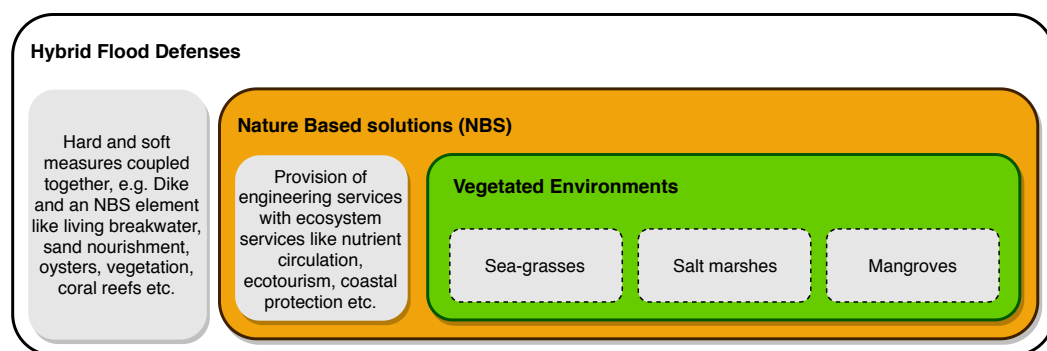 Hybrid Flood Defenses
Hard and soft
measures coupled
together, e.g. Dike
and an NBS element
like living breakwater,
sand nourishment,
oysters, vegetation,
coral reefs etc.
Nature Based solutions (NBS)
Provision of
engineering services
with ecosystem
services like nutrient
circulation,
ecotourism, coastal
protection etc.
Vegetated Environments
Sea-grasses
Salt marshes
Mangroves